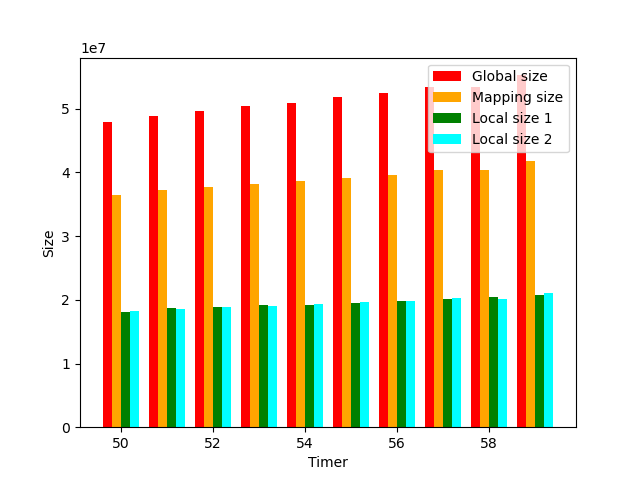 1e7
Global size
Mapping size
Local size 1
Local size 2
5
4
3
2
1
0
Size
50 52 54 56 58
Timer